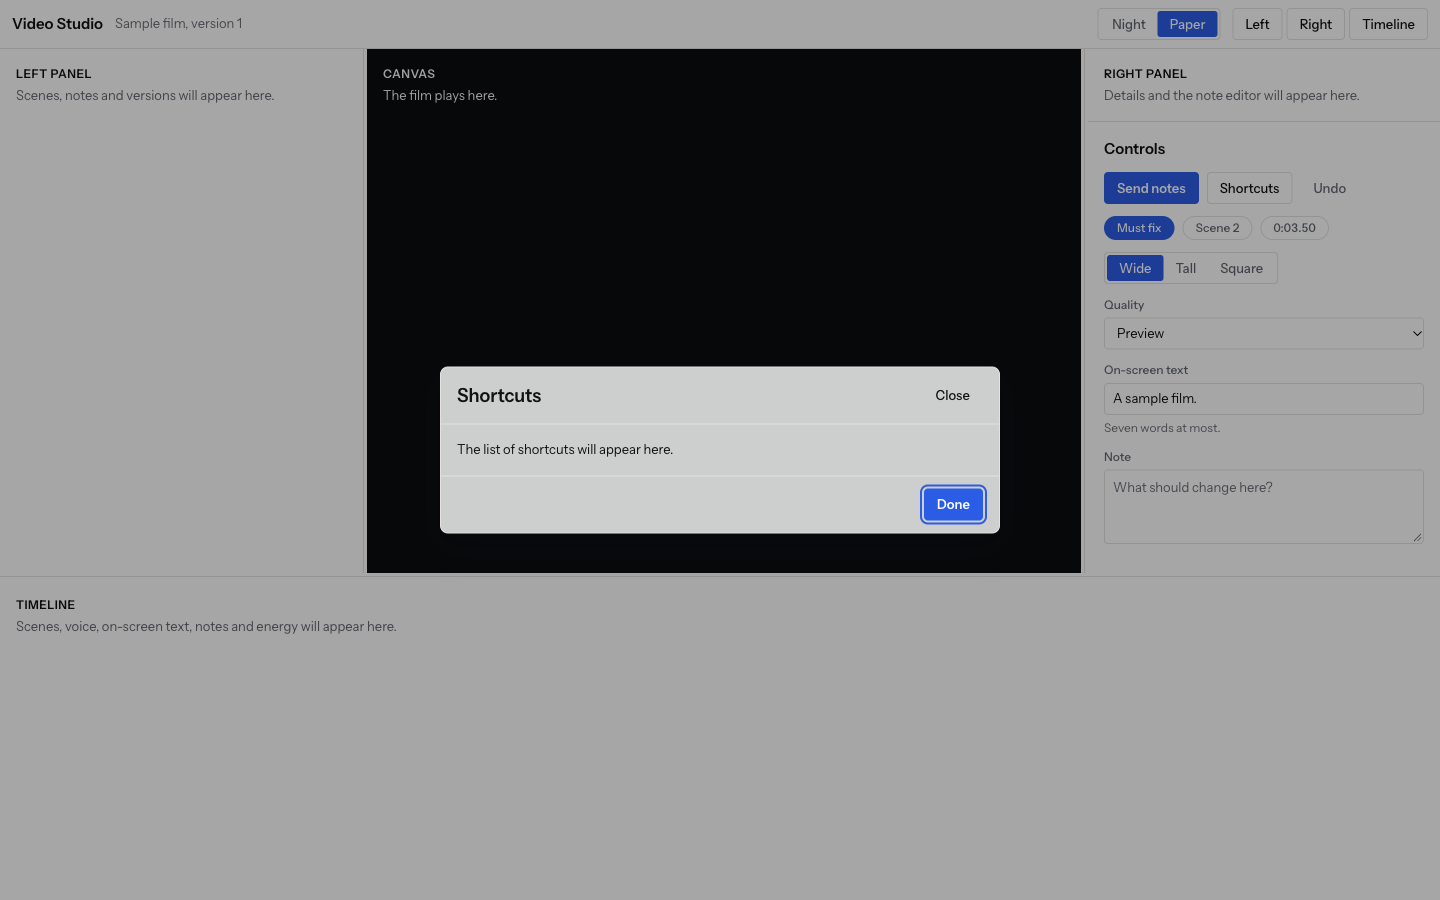 Video Studio Sample film, version 1 Night Paper Left Right Timeline
LEFT PANEL
Scenes, notes and versions will appear here.
CANVAS
The film plays here.
RIGHT PANEL
Details and the note editor will appear here.
Controls
Send notes Shortcuts Undo
Must fix Scene 2 0:03.50
Wide Tall Square
Quality
Preview
On-screen text
A sample film.
Seven words at most.
Note
What should change here?
Shortcuts Close
The list of shortcuts will appear here.
Done
TIMELINE
Scenes, voice, on-screen text, notes and energy will appear here.